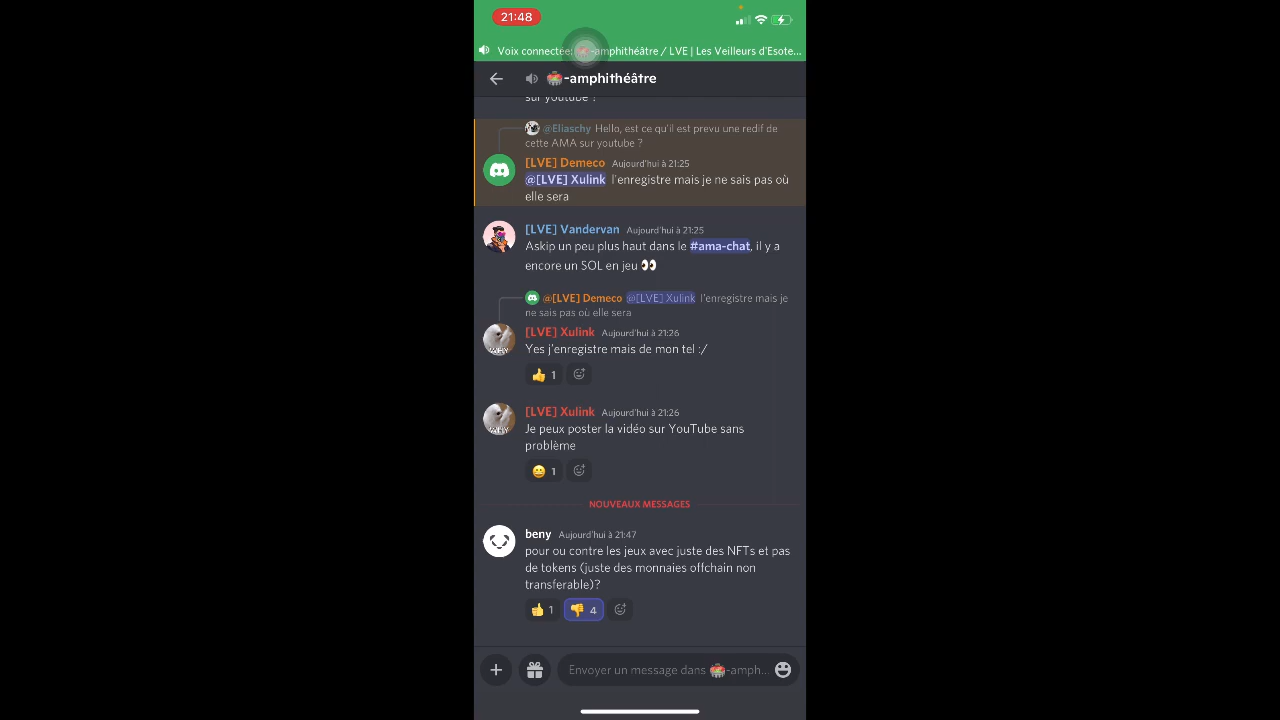 21:48
Voix connectée: -amphithéâtre / LVE | Les Veilleurs d'Esote...
-amphithéâtre
sur youtube ?
@Eliaschy Hello, est ce qu'il est prevu une redif de
cette AMA sur youtube ?
[LVE] Demeco Aujourd'hui à 21:25
@[LVE] Xulink l'enregistre mais je ne sais pas où
elle sera
[LVE] Vandervan Aujourd'hui à 21:25
Askip un peu plus haut dans le #ama-chat, il y a
encore un SOL en jeu 👀
@[LVE] Demeco @[LVE] Xulink l'enregistre mais je
ne sais pas où elle sera
[LVE] Xulink Aujourd'hui à 21:26
Yes j'enregistre mais de mon tel :/
👍 1
[LVE] Xulink Aujourd'hui à 21:26
Je peux poster la vidéo sur YouTube sans
problème
😀 1
NOUVEAUX MESSAGES
beny Aujourd'hui à 21:47
pour ou contre les jeux avec juste des NFTs et pas
de tokens (juste des monnaies offchain non
transferable)?
👍 1 👎 4
Envoyer un message dans -amph...